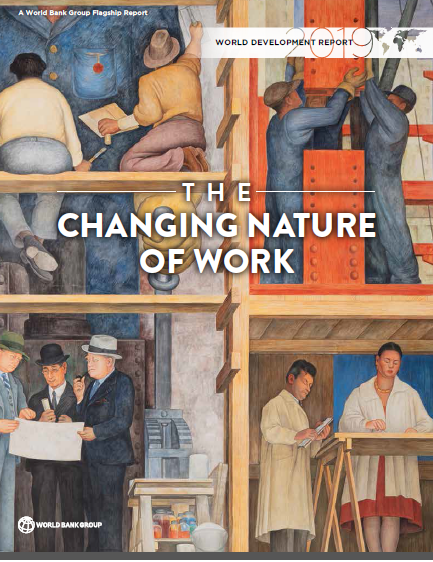 A World Bank Group Flagship Report
WORLD DEVELOPMENT REPORT 2019
THE
CHANGING NATURE
OF WORK
WORLD BANK GROUP